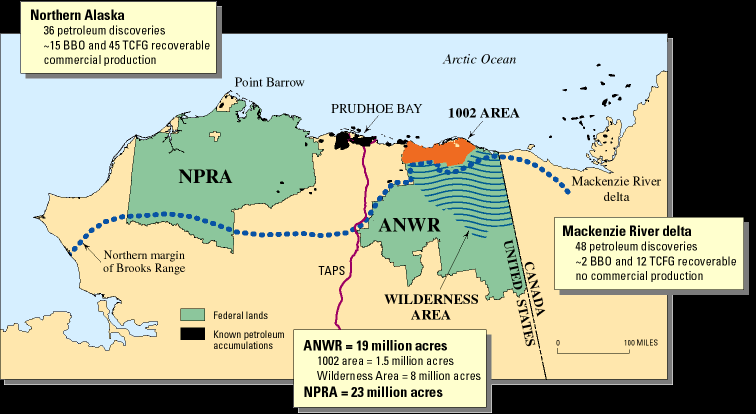 Northern Alaska
36 petroleum discoveries
~15 BBO and 45 TCFG recoverable
commercial production
Arctic Ocean
Point Barrow
PRUDHOE BAY
1002 AREA
NPRA
Mackenzie River
delta
ANWR
Mackenzie River delta
48 petroleum discoveries
~2 BBO and 12 TCFG recoverable
no commercial production
Northern margin
of Brooks Range
TAPS
CANADA
UNITED STATES
WILDERNESS
AREA
Federal lands
Known petroleum
accumulations
0 100 MILES
ANWR = 19 million acres
1002 area = 1.5 million acres
Wilderness Area = 8 million acres
NPRA = 23 million acres